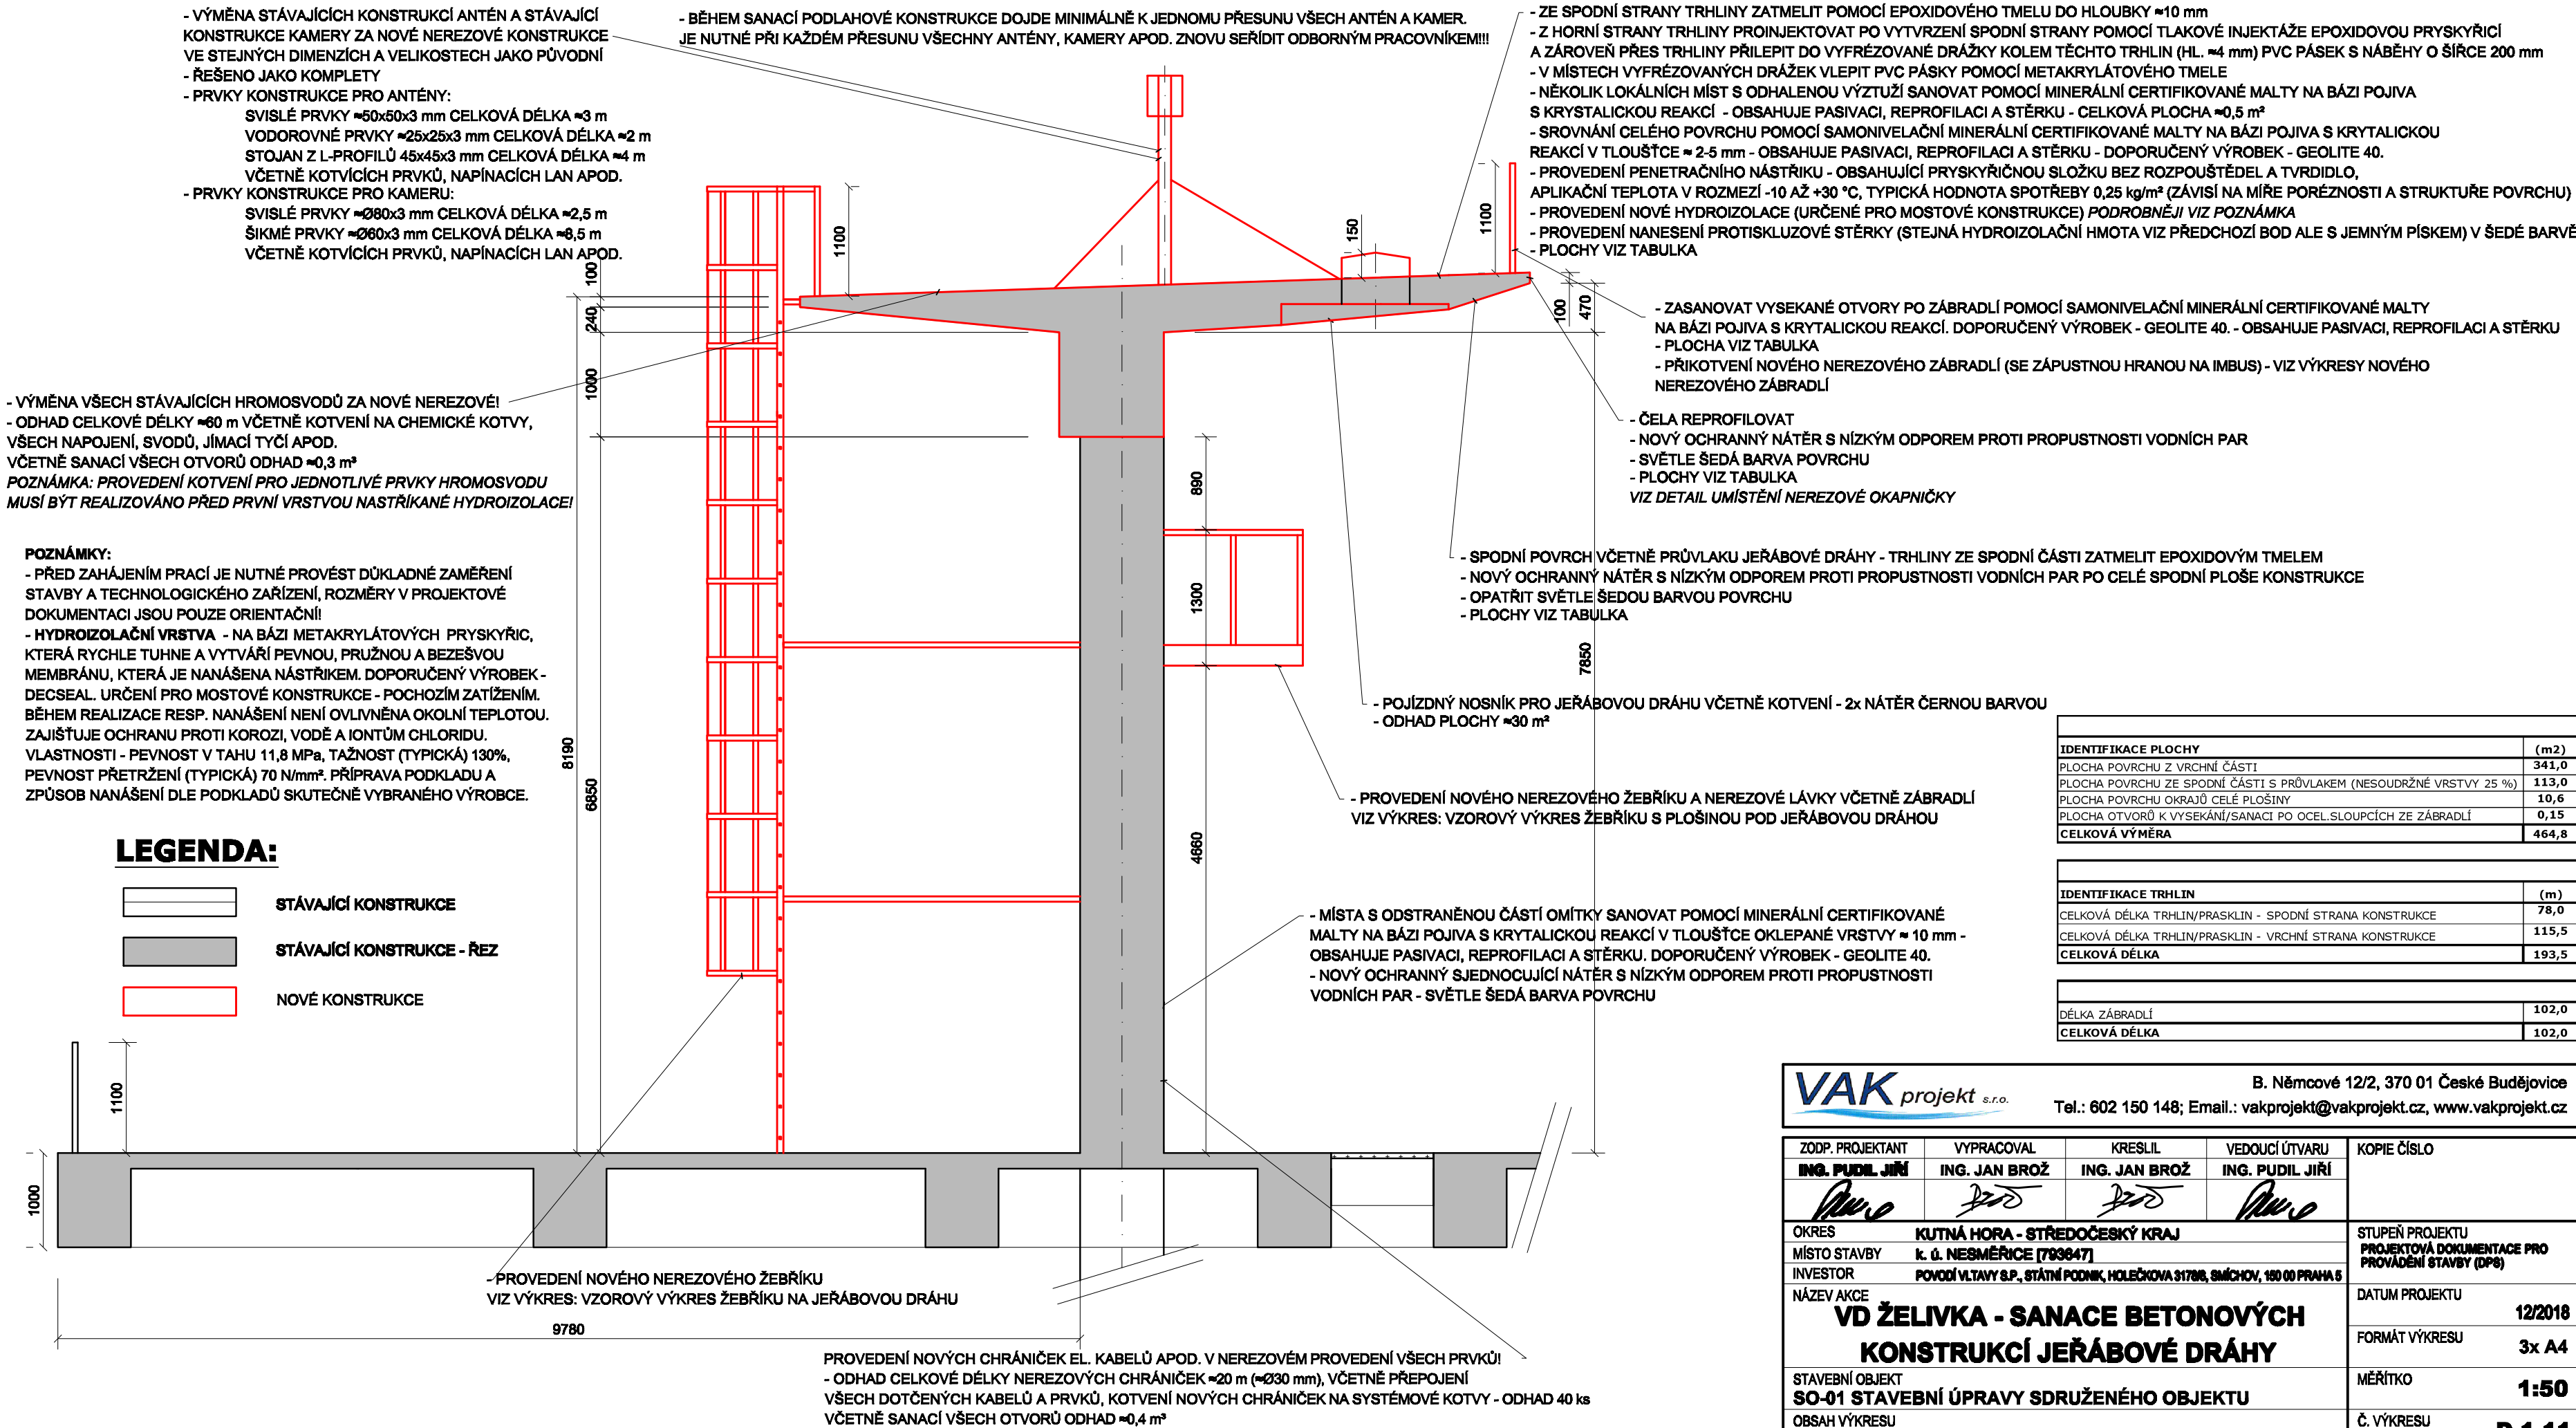 - VÝMĚNA STÁVAJÍCÍCH KONSTRUKCÍ ANTÉN A STÁVAJÍCÍ
KONSTRUKCE KAMERY ZA NOVÉ NEREZOVÉ KONSTRUKCE
VE STEJNÝCH DIMENZÍCH A VELIKOSTECH JAKO PŮVODNÍ
- ŘEŠENO JAKO KOMPLETY
- PRVKY KONSTRUKCE PRO ANTÉNY:
SVISLÉ PRVKY ≈50x50x3 mm CELKOVÁ DÉLKA ≈3 m
VODOROVNÉ PRVKY ≈25x25x3 mm CELKOVÁ DÉLKA ≈2 m
STOJAN Z L-PROFILŮ 45x45x3 mm CELKOVÁ DÉLKA ≈4 m
VČETNĚ KOTVÍCÍCH PRVKŮ, NAPÍNACÍCH LAN APOD.
- PRVKY KONSTRUKCE PRO KAMERU:
SVISLÉ PRVKY ≈Ø80x3 mm CELKOVÁ DÉLKA ≈2,5 m
ŠIKMÉ PRVKY ≈Ø60x3 mm CELKOVÁ DÉLKA ≈8,5 m
VČETNĚ KOTVÍCÍCH PRVKŮ, NAPÍNACÍCH LAN APOD.
- BĚHEM SANACÍ PODLAHOVÉ KONSTRUKCE DOJDE MINIMÁLNĚ K JEDNOMU PŘESUNU VŠECH ANTÉN A KAMER.
JE NUTNÉ PŘI KAŽDÉM PŘESUNU VŠECHNY ANTÉNY, KAMERY APOD. ZNOVU SEŘÍDIT ODBORNÝM PRACOVNÍKEM!!!
- ZE SPODNÍ STRANY TRHLINY ZATMELIT POMOCÍ EPOXIDOVÉHO TMELU DO HLOUBKY ≈10 mm
- Z HORNÍ STRANY TRHLINY PROINJEKTOVAT PO VYTVRZENÍ SPODNÍ STRANY POMOCÍ TLAKOVÉ INJEKTÁŽE EPOXIDOVOU PRYSKYŘICÍ
A ZÁROVEŇ PŘES TRHLINY PŘILEPIT DO VYFRÉZOVANÉ DRÁŽKY KOLEM TĚCHTO TRHLIN (HL. ≈4 mm) PVC PÁSEK S NÁBĚHY O ŠÍŘCE 200 mm
- V MÍSTECH VYFRÉZOVANÝCH DRÁŽEK VLEPIT PVC PÁSKY POMOCÍ METAKRYLÁTOVÉHO TMELE
- NĚKOLIK LOKÁLNÍCH MÍST S ODHALENOU VÝZTUŽÍ SANOVAT POMOCÍ MINERÁLNÍ CERTIFIKOVANÉ MALTY NA BÁZI POJIVA
S KRYSTALICKOU REAKCÍ - OBSAHUJE PASIVACI, REPROFILACI A STĚRKU - CELKOVÁ PLOCHA ≈0,5 m²
- SROVNÁNÍ CELÉHO POVRCHU POMOCÍ SAMONIVELAČNÍ MINERÁLNÍ CERTIFIKOVANÉ MALTY NA BÁZI POJIVA S KRYTALICKOU
REAKCÍ V TLOUŠŤCE ≈ 2-5 mm - OBSAHUJE PASIVACI, REPROFILACI A STĚRKU - DOPORUČENÝ VÝROBEK - GEOLITE 40.
- PROVEDENÍ PENETRAČNÍHO NÁSTŘIKU - OBSAHUJÍCÍ PRYSKYŘIČNOU SLOŽKU BEZ ROZPOUŠTĚDEL A TVRDIDLO,
APLIKAČNÍ TEPLOTA V ROZMEZÍ -10 AŽ +30 °C, TYPICKÁ HODNOTA SPOTŘEBY 0,25 kg/m² (ZÁVISÍ NA MÍŘE PORÉZNOSTI A STRUKTUŘE POVRCHU)
- PROVEDENÍ NOVÉ HYDROIZOLACE (URČENÉ PRO MOSTOVÉ KONSTRUKCE) PODROBNĚJI VIZ POZNÁMKA
- PROVEDENÍ NANESENÍ PROTISKLUZOVÉ STĚRKY (STEJNÁ HYDROIZOLAČNÍ HMOTA VIZ PŘEDCHOZÍ BOD ALE S JEMNÝM PÍSKEM) V ŠEDÉ BARVĚ
- PLOCHY VIZ TABULKA
1100
150
1100
100
240
1000
100
470
- ZASANOVAT VYSEKANÉ OTVORY PO ZÁBRADLÍ POMOCÍ SAMONIVELAČNÍ MINERÁLNÍ CERTIFIKOVANÉ MALTY
NA BÁZI POJIVA S KRYTALICKOU REAKCÍ. DOPORUČENÝ VÝROBEK - GEOLITE 40. - OBSAHUJE PASIVACI, REPROFILACI A STĚRKU
- PLOCHA VIZ TABULKA
- PŘIKOTVENÍ NOVÉHO NEREZOVÉHO ZÁBRADLÍ (SE ZÁPUSTNOU HRANOU NA IMBUS) - VIZ VÝKRESY NOVÉHO
NEREZOVÉHO ZÁBRADLÍ
- VÝMĚNA VŠECH STÁVAJÍCÍCH HROMOSVODŮ ZA NOVÉ NEREZOVÉ!
- ODHAD CELKOVÉ DÉLKY ≈60 m VČETNĚ KOTVENÍ NA CHEMICKÉ KOTVY,
VŠECH NAPOJENÍ, SVODŮ, JÍMACÍ TYČÍ APOD.
VČETNĚ SANACÍ VŠECH OTVORŮ ODHAD ≈0,3 m³
POZNÁMKA: PROVEDENÍ KOTVENÍ PRO JEDNOTLIVÉ PRVKY HROMOSVODU
MUSÍ BÝT REALIZOVÁNO PŘED PRVNÍ VRSTVOU NASTŘÍKANÉ HYDROIZOLACE!
- ČELA REPROFILOVAT
- NOVÝ OCHRANNÝ NÁTĚR S NÍZKÝM ODPOREM PROTI PROPUSTNOSTI VODNÍCH PAR
- SVĚTLE ŠEDÁ BARVA POVRCHU
- PLOCHY VIZ TABULKA
VIZ DETAIL UMÍSTĚNÍ NEREZOVÉ OKAPNIČKY
890
1300
4660
7850
8190
6850
POZNÁMKY:
- PŘED ZAHÁJENÍM PRACÍ JE NUTNÉ PROVÉST DŮKLADNÉ ZAMĚŘENÍ
STAVBY A TECHNOLOGICKÉHO ZAŘÍZENÍ, ROZMĚRY V PROJEKTOVÉ
DOKUMENTACI JSOU POUZE ORIENTAČNÍ!
- HYDROIZOLAČNÍ VRSTVA - NA BÁZI METAKRYLÁTOVÝCH PRYSKYŘIC,
KTERÁ RYCHLE TUHNE A VYTVÁŘÍ PEVNOU, PRUŽNOU A BEZEŠVOU
MEMBRÁNU, KTERÁ JE NANÁŠENA NÁSTŘIKEM. DOPORUČENÝ VÝROBEK -
DECSEAL. URČENÍ PRO MOSTOVÉ KONSTRUKCE - POCHOZÍM ZATÍŽENÍM.
BĚHEM REALIZACE RESP. NANÁŠENÍ NENÍ OVLIVNĚNA OKOLNÍ TEPLOTOU.
ZAJIŠŤUJE OCHRANU PROTI KOROZI, VODĚ A IONTŮM CHLORIDU.
VLASTNOSTI - PEVNOST V TAHU 11,8 MPa, TAŽNOST (TYPICKÁ) 130%,
PEVNOST PŘETRŽENÍ (TYPICKÁ) 70 N/mm². PŘÍPRAVA PODKLADU A
ZPŮSOB NANÁŠENÍ DLE PODKLADŮ SKUTEČNĚ VYBRANÉHO VÝROBCE.
- SPODNÍ POVRCH VČETNĚ PRŮVLAKU JEŘÁBOVÉ DRÁHY - TRHLINY ZE SPODNÍ ČÁSTI ZATMELIT EPOXIDOVÝM TMELEM
- NOVÝ OCHRANNÝ NÁTĚR S NÍZKÝM ODPOREM PROTI PROPUSTNOSTI VODNÍCH PAR PO CELÉ SPODNÍ PLOŠE KONSTRUKCE
- OPATŘIT SVĚTLE ŠEDOU BARVOU POVRCHU
- PLOCHY VIZ TABULKA
- POJÍZDNÝ NOSNÍK PRO JEŘÁBOVOU DRÁHU VČETNĚ KOTVENÍ - 2x NÁTĚR ČERNOU BARVOU
- ODHAD PLOCHY ≈30 m²
- PROVEDENÍ NOVÉHO NEREZOVÉHO ŽEBŘÍKU A NEREZOVÉ LÁVKY VČETNĚ ZÁBRADLÍ
VIZ VÝKRES: VZOROVÝ VÝKRES ŽEBŘÍKU S PLOŠINOU POD JEŘÁBOVOU DRÁHOU
IDENTIFIKACE PLOCHY (m2)
PLOCHA POVRCHU Z VRCHNÍ ČÁSTI 341,0
PLOCHA POVRCHU ZE SPODNÍ ČÁSTI S PRŮVLAKEM (NESOUDRŽNÉ VRSTVY 25 %) 113,0
PLOCHA POVRCHU OKRAJŮ CELÉ PLOŠINY 10,6
PLOCHA OTVORŮ K VYSEKÁNÍ/SANACI PO OCEL.SLOUPCÍCH ZE ZÁBRADLÍ 0,15
CELKOVÁ VÝMĚRA 464,8
IDENTIFIKACE TRHLIN (m)
CELKOVÁ DÉLKA TRHLIN/PRASKLIN - SPODNÍ STRANA KONSTRUKCE 78,0
CELKOVÁ DÉLKA TRHLIN/PRASKLIN - VRCHNÍ STRANA KONSTRUKCE 115,5
CELKOVÁ DÉLKA 193,5
DÉLKA ZÁBRADLÍ 102,0
CELKOVÁ DÉLKA 102,0
LEGENDA:
STÁVAJÍCÍ KONSTRUKCE
STÁVAJÍCÍ KONSTRUKCE - ŘEZ
NOVÉ KONSTRUKCE
- MÍSTA S ODSTRANĚNOU ČÁSTÍ OMÍTKY SANOVAT POMOCÍ MINERÁLNÍ CERTIFIKOVANÉ
MALTY NA BÁZI POJIVA S KRYTALICKOU REAKCÍ V TLOUŠŤCE OKLEPANÉ VRSTVY ≈ 10 mm -
OBSAHUJE PASIVACI, REPROFILACI A STĚRKU. DOPORUČENÝ VÝROBEK - GEOLITE 40.
- NOVÝ OCHRANNÝ SJEDNOCUJÍCÍ NÁTĚR S NÍZKÝM ODPOREM PROTI PROPUSTNOSTI
VODNÍCH PAR - SVĚTLE ŠEDÁ BARVA POVRCHU
1100
1000
9780
- PROVEDENÍ NOVÉHO NEREZOVÉHO ŽEBŘÍKU
VIZ VÝKRES: VZOROVÝ VÝKRES ŽEBŘÍKU NA JEŘÁBOVOU DRÁHU
PROVEDENÍ NOVÝCH CHRÁNIČEK EL. KABELŮ APOD. V NEREZOVÉM PROVEDENÍ VŠECH PRVKŮ!
- ODHAD CELKOVÉ DÉLKY NEREZOVÝCH CHRÁNIČEK ≈20 m (≈Ø30 mm), VČETNĚ PŘEPOJENÍ
VŠECH DOTČENÝCH KABELŮ A PRVKŮ, KOTVENÍ NOVÝCH CHRÁNIČEK NA SYSTÉMOVÉ KOTVY - ODHAD 40 ks
VČETNĚ SANACÍ VŠECH OTVORŮ ODHAD ≈0,4 m³
VAK projekt s.r.o.
B. Němcové 12/2, 370 01 České Budějovice
Tel.: 602 150 148; Email.: vakprojekt@vakprojekt.cz, www.vakprojekt.cz
ZODP. PROJEKTANT VYPRACOVAL KRESLIL VEDOUCÍ ÚTVARU KOPIE ČÍSLO
ING. PUDIL JIŘÍ ING. JAN BROŽ ING. JAN BROŽ ING. PUDIL JIŘÍ
OKRES KUTNÁ HORA - STŘEDOČESKÝ KRAJ
MÍSTO STAVBY k. ú. NESMĚŘICE [793647]
INVESTOR POVODÍ VLTAVY S.P., STÁTNÍ PODNIK, HOLEČKOVA 3178/8, SMÍCHOV, 150 00 PRAHA 5
STUPEŇ PROJEKTU
PROJEKTOVÁ DOKUMENTACE PRO
PROVÁDĚNÍ STAVBY (DPS)
NÁZEV AKCE
VD ŽELIVKA - SANACE BETONOVÝCH
KONSTRUKCÍ JEŘÁBOVÉ DRÁHY
DATUM PROJEKTU
12/2018
FORMÁT VÝKRESU
3x A4
STAVEBNÍ OBJEKT
SO-01 STAVEBNÍ ÚPRAVY SDRUŽENÉHO OBJEKTU
MĚŘÍTKO
1:50
OBSAH VÝKRESU
Č. VÝKRESU